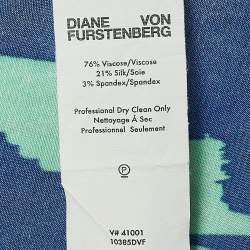 DIANE VON
FURSTENBERG
76% Viscose/Viscose
21% Silk/Soie
3% Spandex/Spandex
Professional Dry Clean Only
Nettoyage À Sec
Professionnel Seulement
P
V# 41001
10385DVF